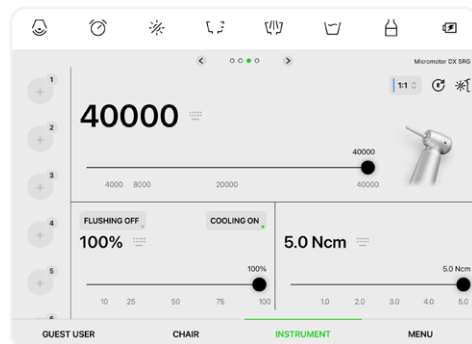 Micromotor DX SRG
1
1:1
R
40000
2
40000
3
4000 8000 20000 40000
4
FLUSHING OFF COOLING ON
100% 5.0 Ncm
5
100% 5.0 Ncm
10 25 50 75 100 1.0 2.0 3.0 4.0 5.0
GUEST USER CHAIR INSTRUMENT MENU